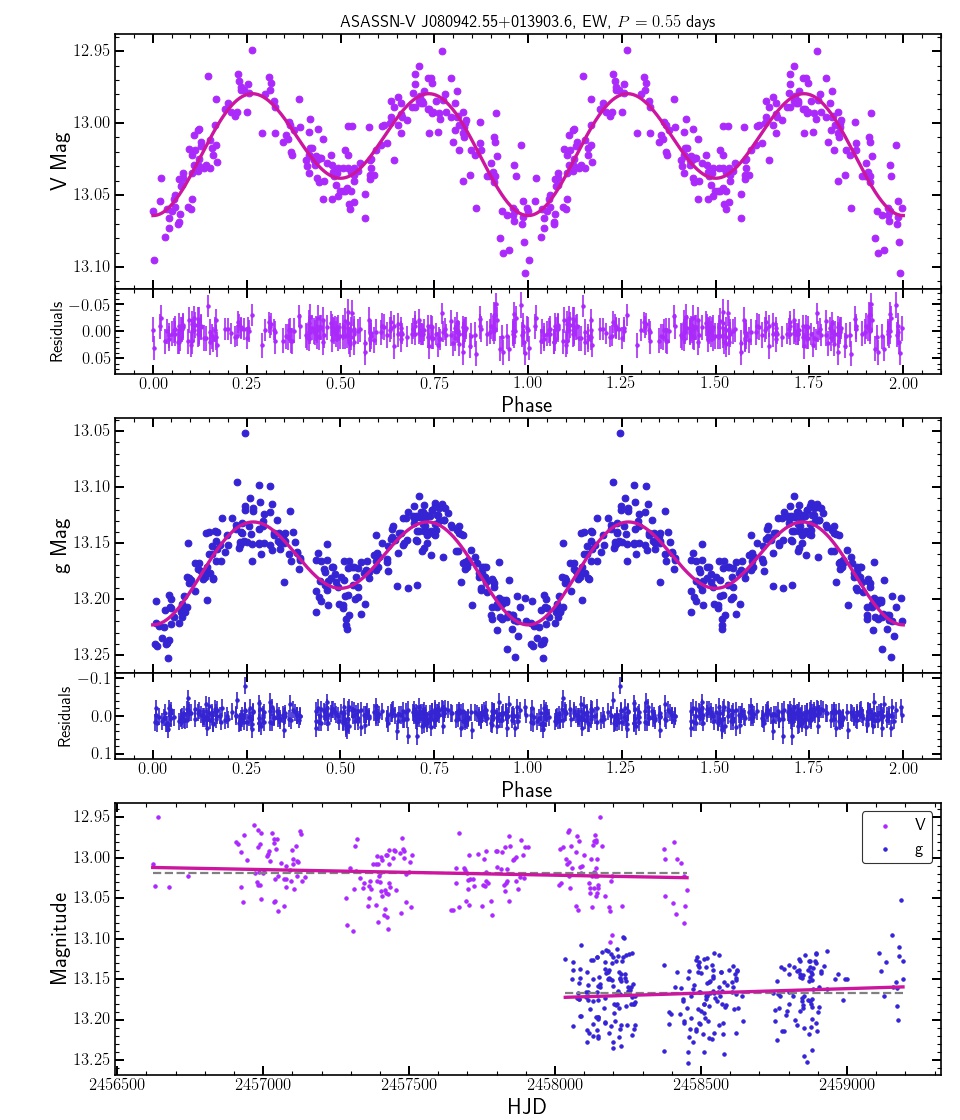 ASASSN-V J080942.55+013903.6, EW, P = 0.55 days
12.95
13.00
13.05
13.10
V Mag
−0.05
0.00
0.05
Residuals
0.00 0.25 0.50 0.75 1.00 1.25 1.50 1.75 2.00
Phase
13.05
13.10
13.15
13.20
13.25
g Mag
−0.1
0.0
0.1
Residuals
0.00 0.25 0.50 0.75 1.00 1.25 1.50 1.75 2.00
Phase
12.95
13.00
13.05
13.10
13.15
13.20
13.25
Magnitude
V
g
2456500 2457000 2457500 2458000 2458500 2459000
HJD